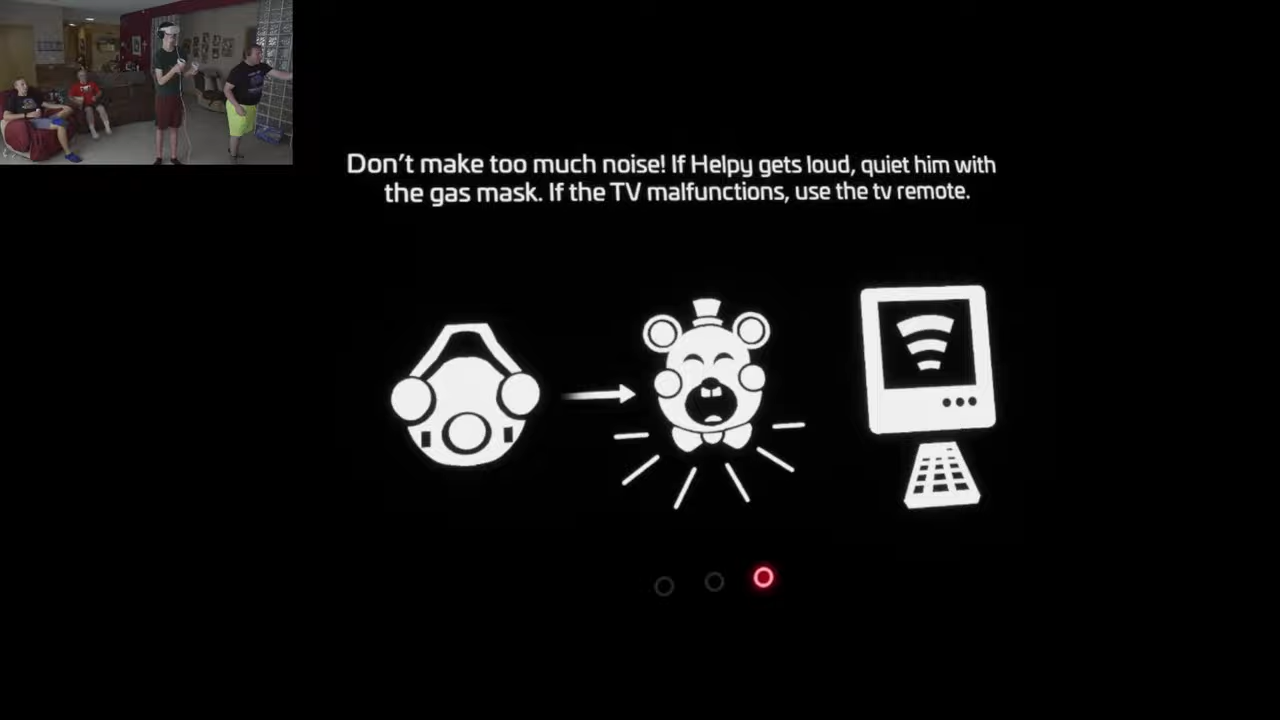 Don't make too much noise! If Helpy gets loud, quiet him with
the gas mask. If the TV malfunctions, use the tv remote.